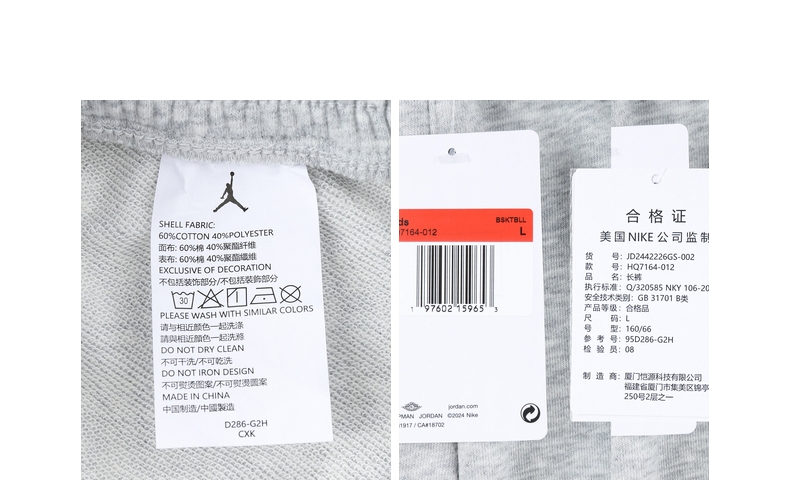 SHELL FABRIC:
60%COTTON 40%POLYESTER
面布: 60%棉 40%聚酯纤维
表布: 60%棉 40%聚酯纖維
EXCLUSIVE OF DECORATION
不包括装饰部分/不包括裝飾部分
30
PLEASE WASH WITH SIMILAR COLORS
请与相近颜色一起洗涤
請與相近顏色一起洗滌
DO NOT DRY CLEAN
不可干洗/不可乾洗
DO NOT IRON DESIGN
不可熨烫图案/不可熨燙圖案
MADE IN CHINA
中国制造/中國製造
D286-G2H
CXK
BSKTBLL
ds
7164-012
L
1 97602 15965 3
JORDAN
jordan.com
©2024 Nike
1917 / CA#18702
合格证
美国NIKE公司监制
货 号: JD2442226GS-002
款 号: HQ7164-012
品 名: 长裤
执行标准: Q/320585 NKY 106-20
安全技术类别: GB 31701 B类
产品等级: 合格品
尺 码: L
号 型: 160/66
参 考 号: 95D286-G2H
检 验 员: 08
制 造 商: 厦门恺源科技有限公司
福建省厦门市集美区锦亭
250号2层之一